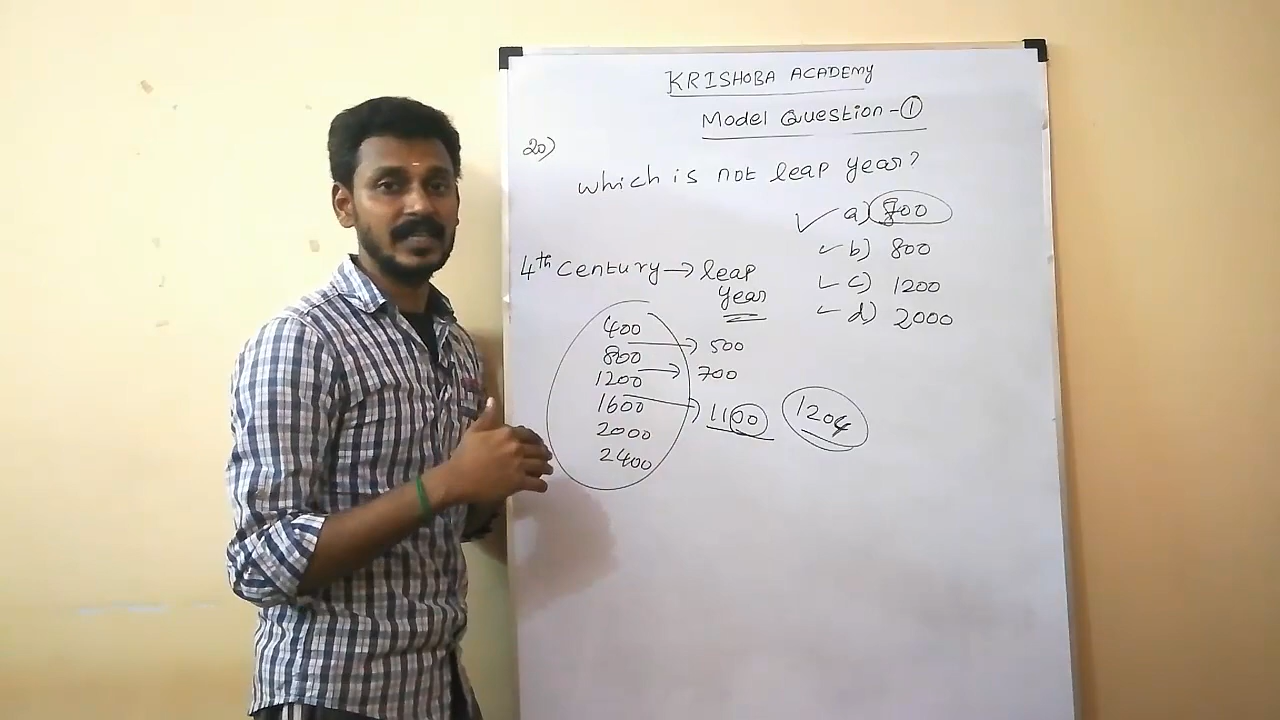 KRISHOBA ACADEMY
Model Question-①
20)
which is not leap year?
a) 700
b) 800
c) 1200
d) 2000
4th Century → leap
year
400
800
1200
1600
2000
2400
→ 500
→ 700
→ 1100
1204